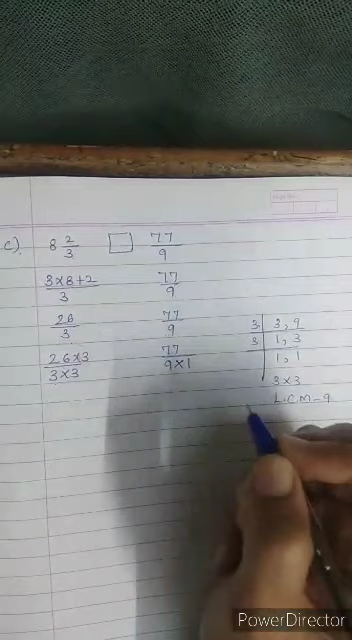 c). 8 2/3 □ 77/9
3×8+2/3 77/9
26/3 77/9
26×3/3×3 77/9×1
3 | 3, 9
3 | 1, 3
1, 1
3×3
L.C.M - 9
PowerDirector